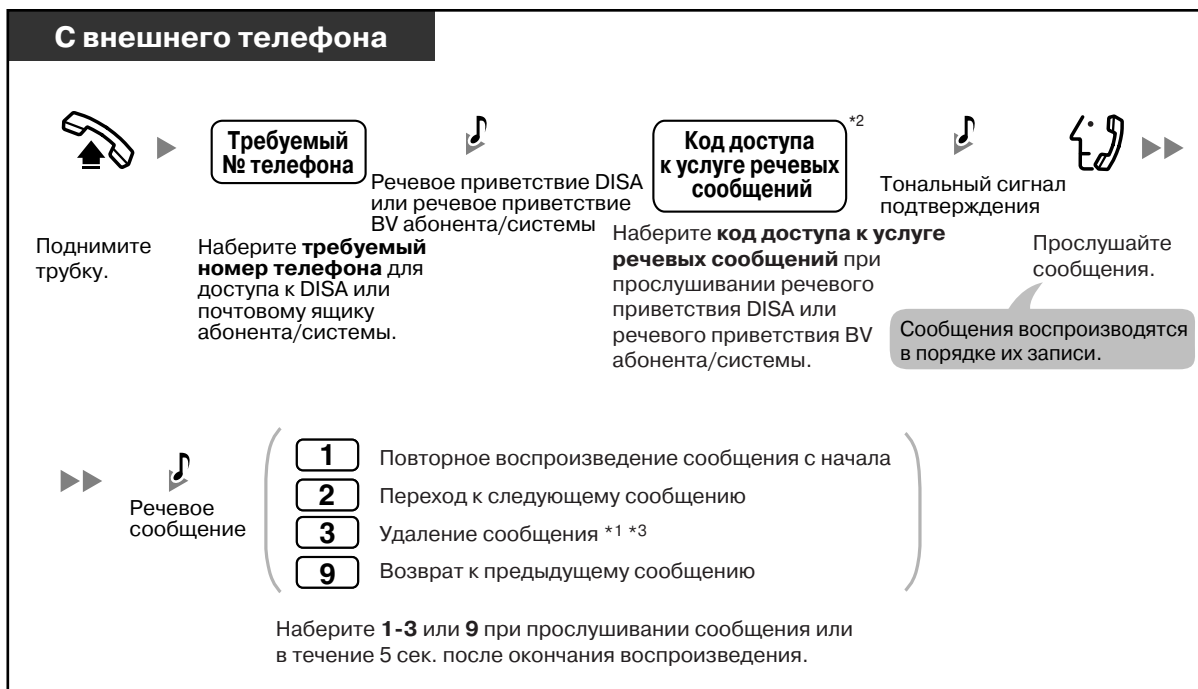 С внешнего телефона
Требуемый
№ телефона
Речевое приветствие DISA
или речевое приветствие
BV абонента/системы
Код доступа
к услуге речевых
сообщений
*2
Тональный сигнал
подтверждения
Поднимите
трубку.
Наберите требуемый
номер телефона для
доступа к DISA или
почтовому ящику
абонента/системы.
Наберите код доступа к услуге
речевых сообщений при
прослушивании речевого
приветствия DISA или
речевого приветствия BV
абонента/системы.
Прослушайте
сообщения.
Сообщения воспроизводятся
в порядке их записи.
Речевое
сообщение
1 Повторное воспроизведение сообщения с начала
2 Переход к следующему сообщению
3 Удаление сообщения *1 *3
9 Возврат к предыдущему сообщению
Наберите 1-3 или 9 при прослушивании сообщения или
в течение 5 сек. после окончания воспроизведения.